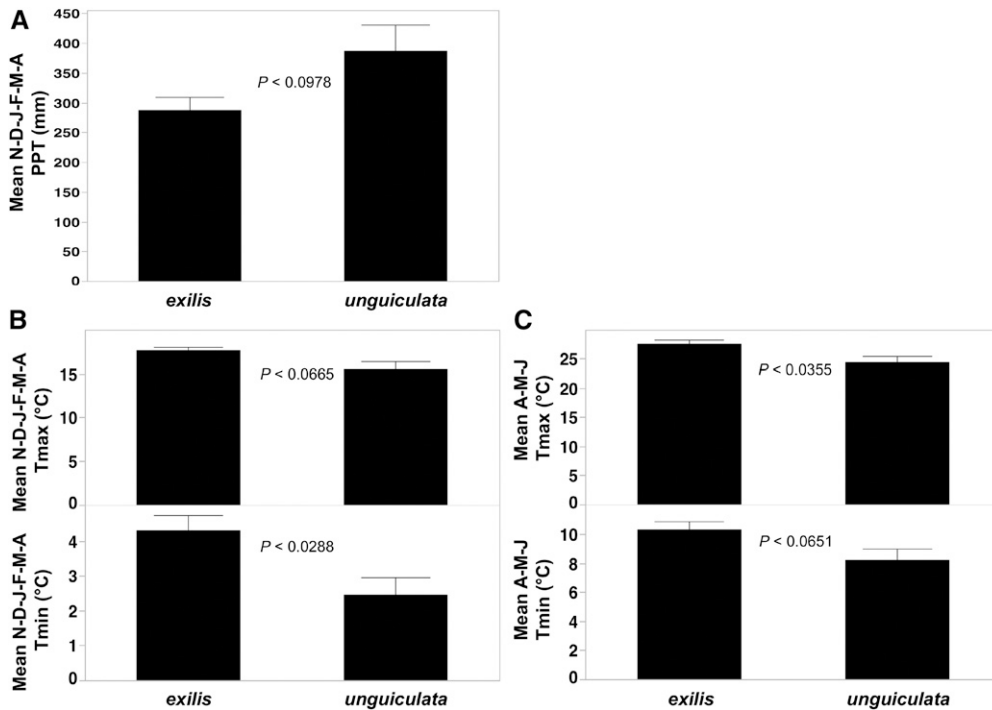 A
Mean N-D-J-F-M-A
PPT (mm)
450
400
350
300
250
200
150
100
50
0
P < 0.0978
exilis
unguiculata
B
Mean N-D-J-F-M-A
Tmax (°C)
15
10
5
0
P < 0.0665
Mean N-D-J-F-M-A
Tmin (°C)
4
3
2
1
0
P < 0.0288
exilis
unguiculata
C
Mean A-M-J
Tmax (°C)
25
20
15
10
5
0
P < 0.0355
Mean A-M-J
Tmin (°C)
10
8
6
4
2
0
P < 0.0651
exilis
unguiculata